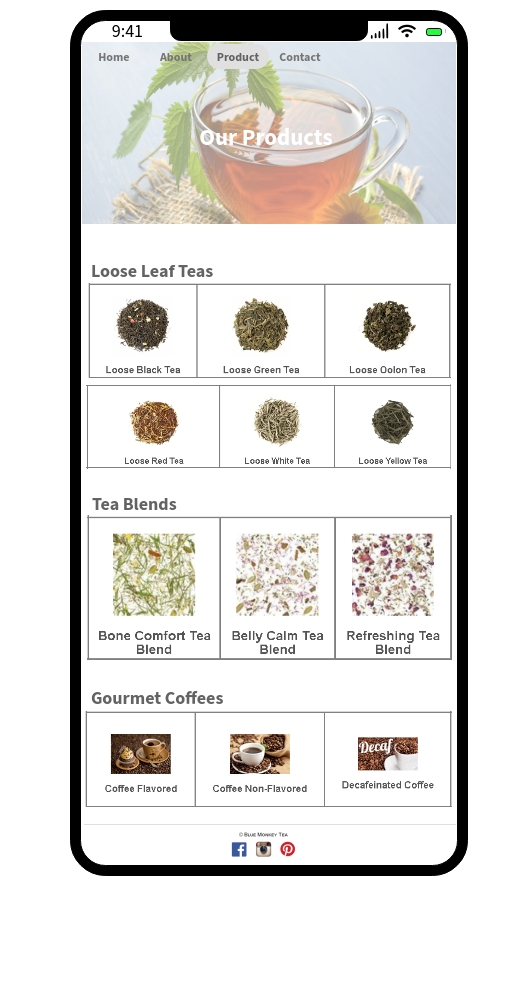 9:41
Home About Product Contact
Our Products
Loose Leaf Teas
Loose Black Tea Loose Green Tea Loose Oolon Tea
Loose Red Tea Loose White Tea Loose Yellow Tea
Tea Blends
Bone Comfort Tea Blend
Belly Calm Tea Blend
Refreshing Tea Blend
Gourmet Coffees
Decaf
Coffee Flavored Coffee Non-Flavored Decafeinated Coffee
© Blue Monkey Tea